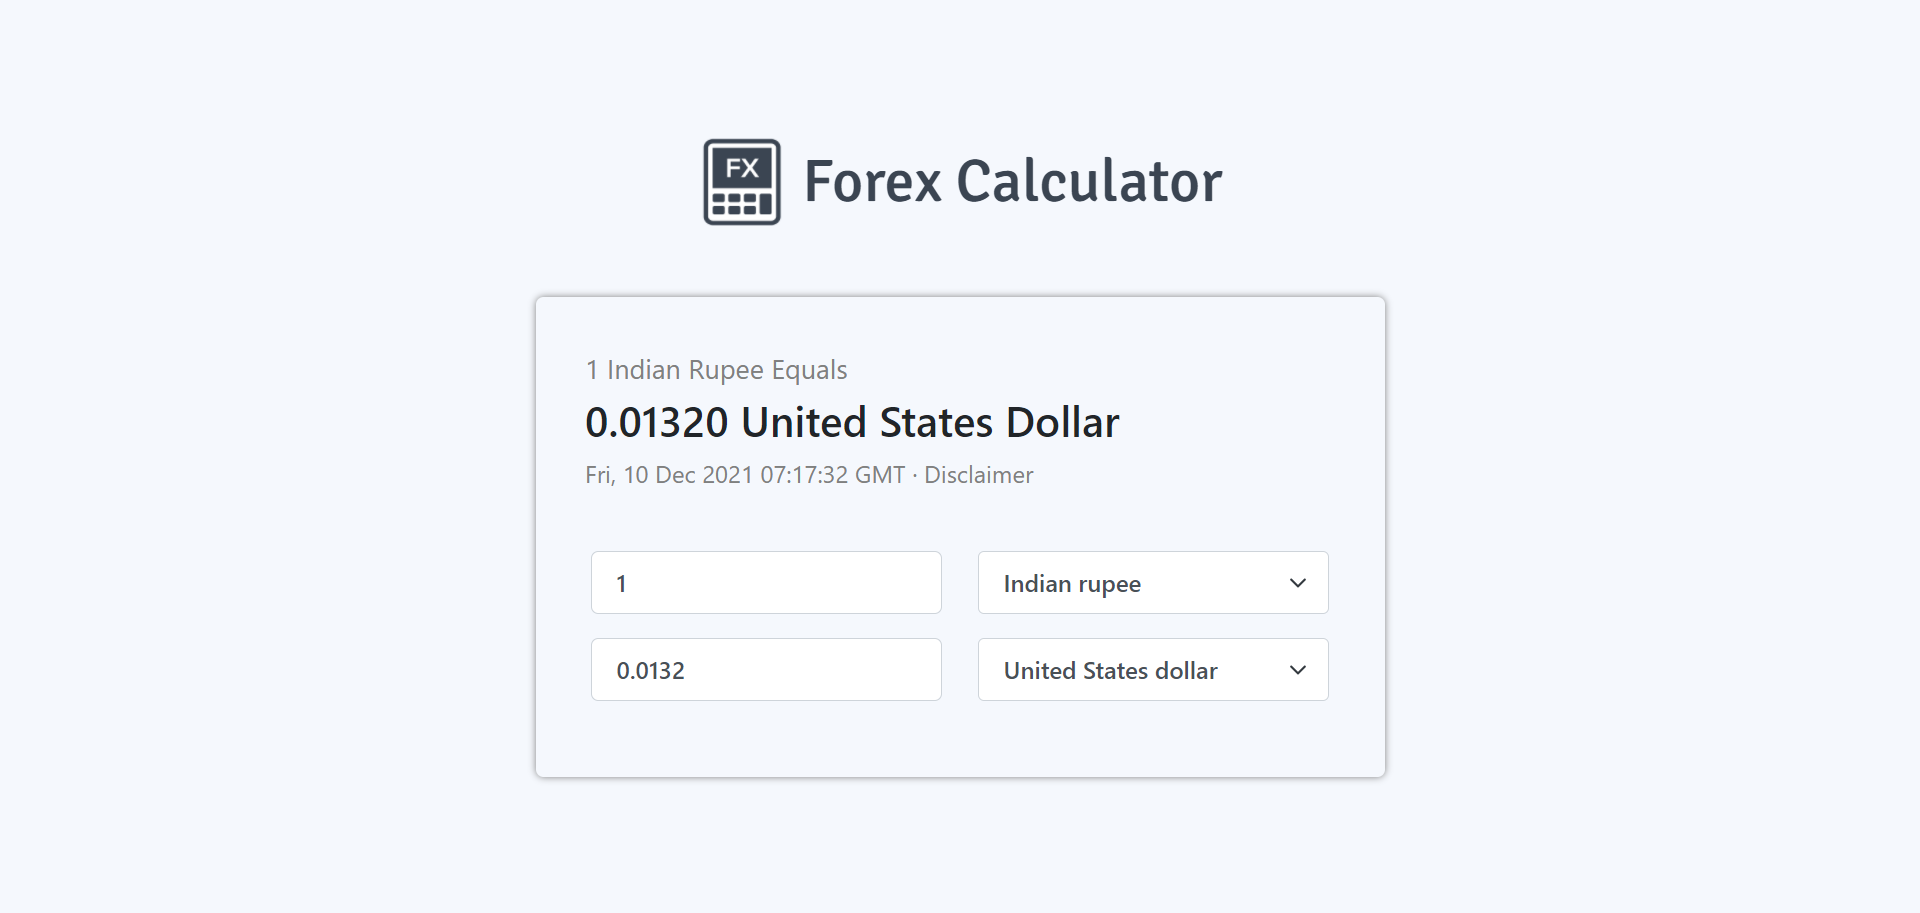 FX
Forex Calculator
1 Indian Rupee Equals
0.01320 United States Dollar
Fri, 10 Dec 2021 07:17:32 GMT · Disclaimer
1
Indian rupee
0.0132
United States dollar